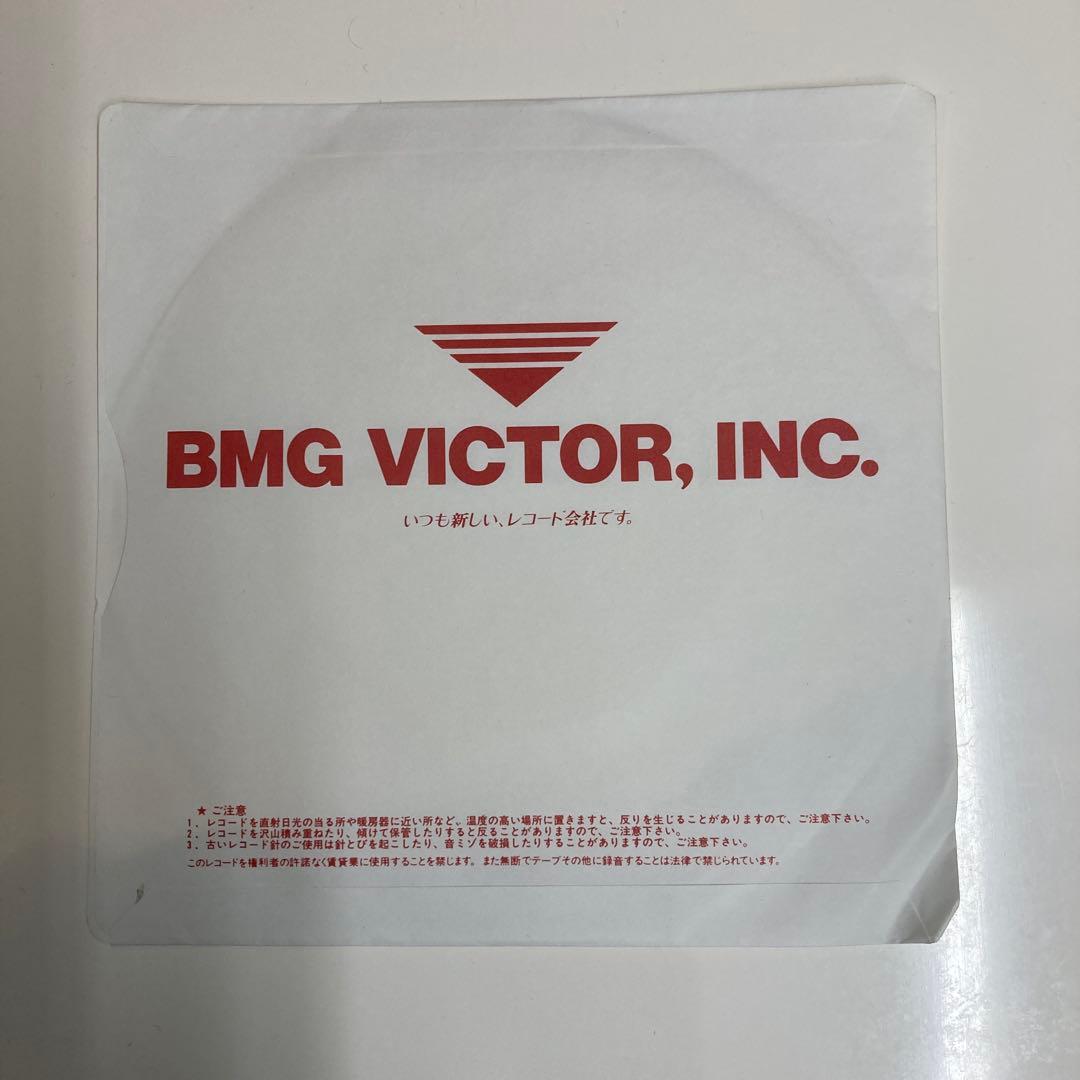 BMG VICTOR, INC.
いつも新しい、レコード会社です。
★ ご注意
1. レコードを直射日光の当る所や暖房器に近い所など、温度の高い場所に置きますと、反りを生じることがありますので、ご注意下さい。
2. レコードを沢山積み重ねたり、傾けて保管したりすると反ることがありますので、ご注意下さい。
3. 古いレコード針のご使用は針とびを起こしたり、音ミゾを破損したりすることがありますので、ご注意下さい。
このレコードを権利者の許諾なく賃貸業に使用することを禁じます。また無断でテープその他に録音することは法律で禁じられています。